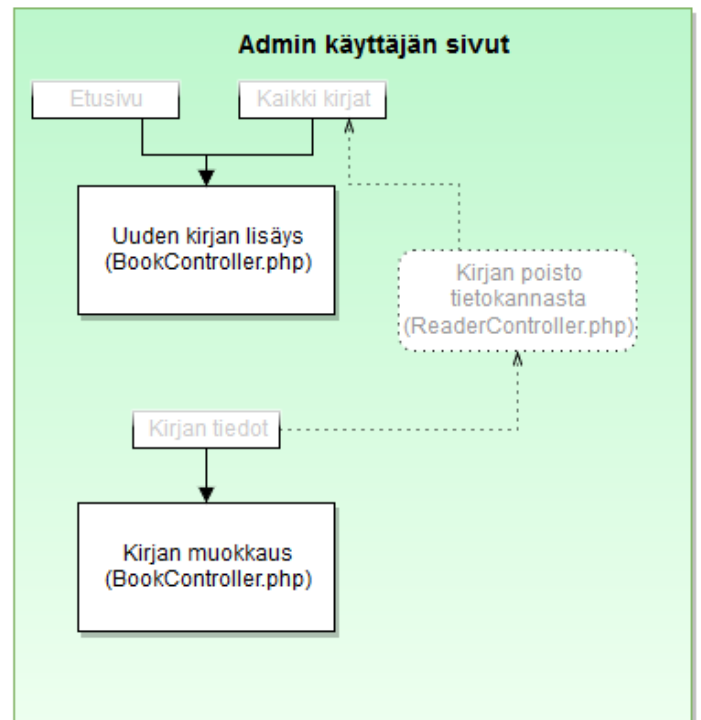 Admin käyttäjän sivut
Etusivu
Kaikki kirjat
Uuden kirjan lisäys
(BookController.php)
Kirjan poisto
tietokannasta
(ReaderController.php)
Kirjan tiedot
Kirjan muokkaus
(BookController.php)